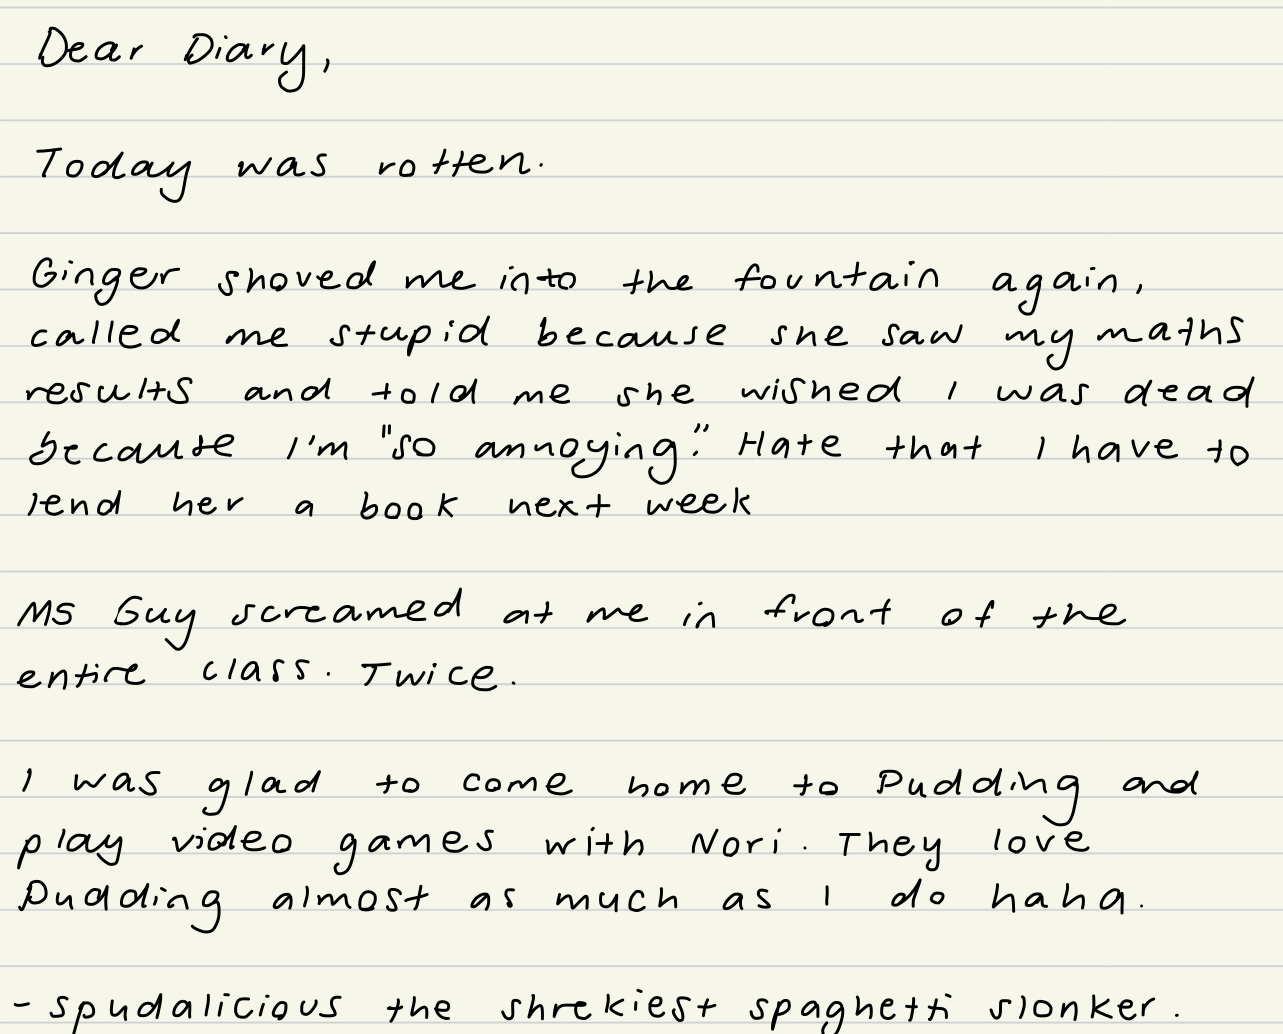 Dear Diary,
Today was rotten.
Ginger shoved me into the fountain again,
called me stupid because she saw my maths
results and told me she wished I was dead
because I'm "so annoying". Hate that I have to
lend her a book next week
Ms Guy screamed at me in front of the
entire class. Twice.
I was glad to come home to Pudding and
play video games with Nori. They love
Pudding almost as much as I do haha.
- spudalicious the shrekiest spaghetti slonker.